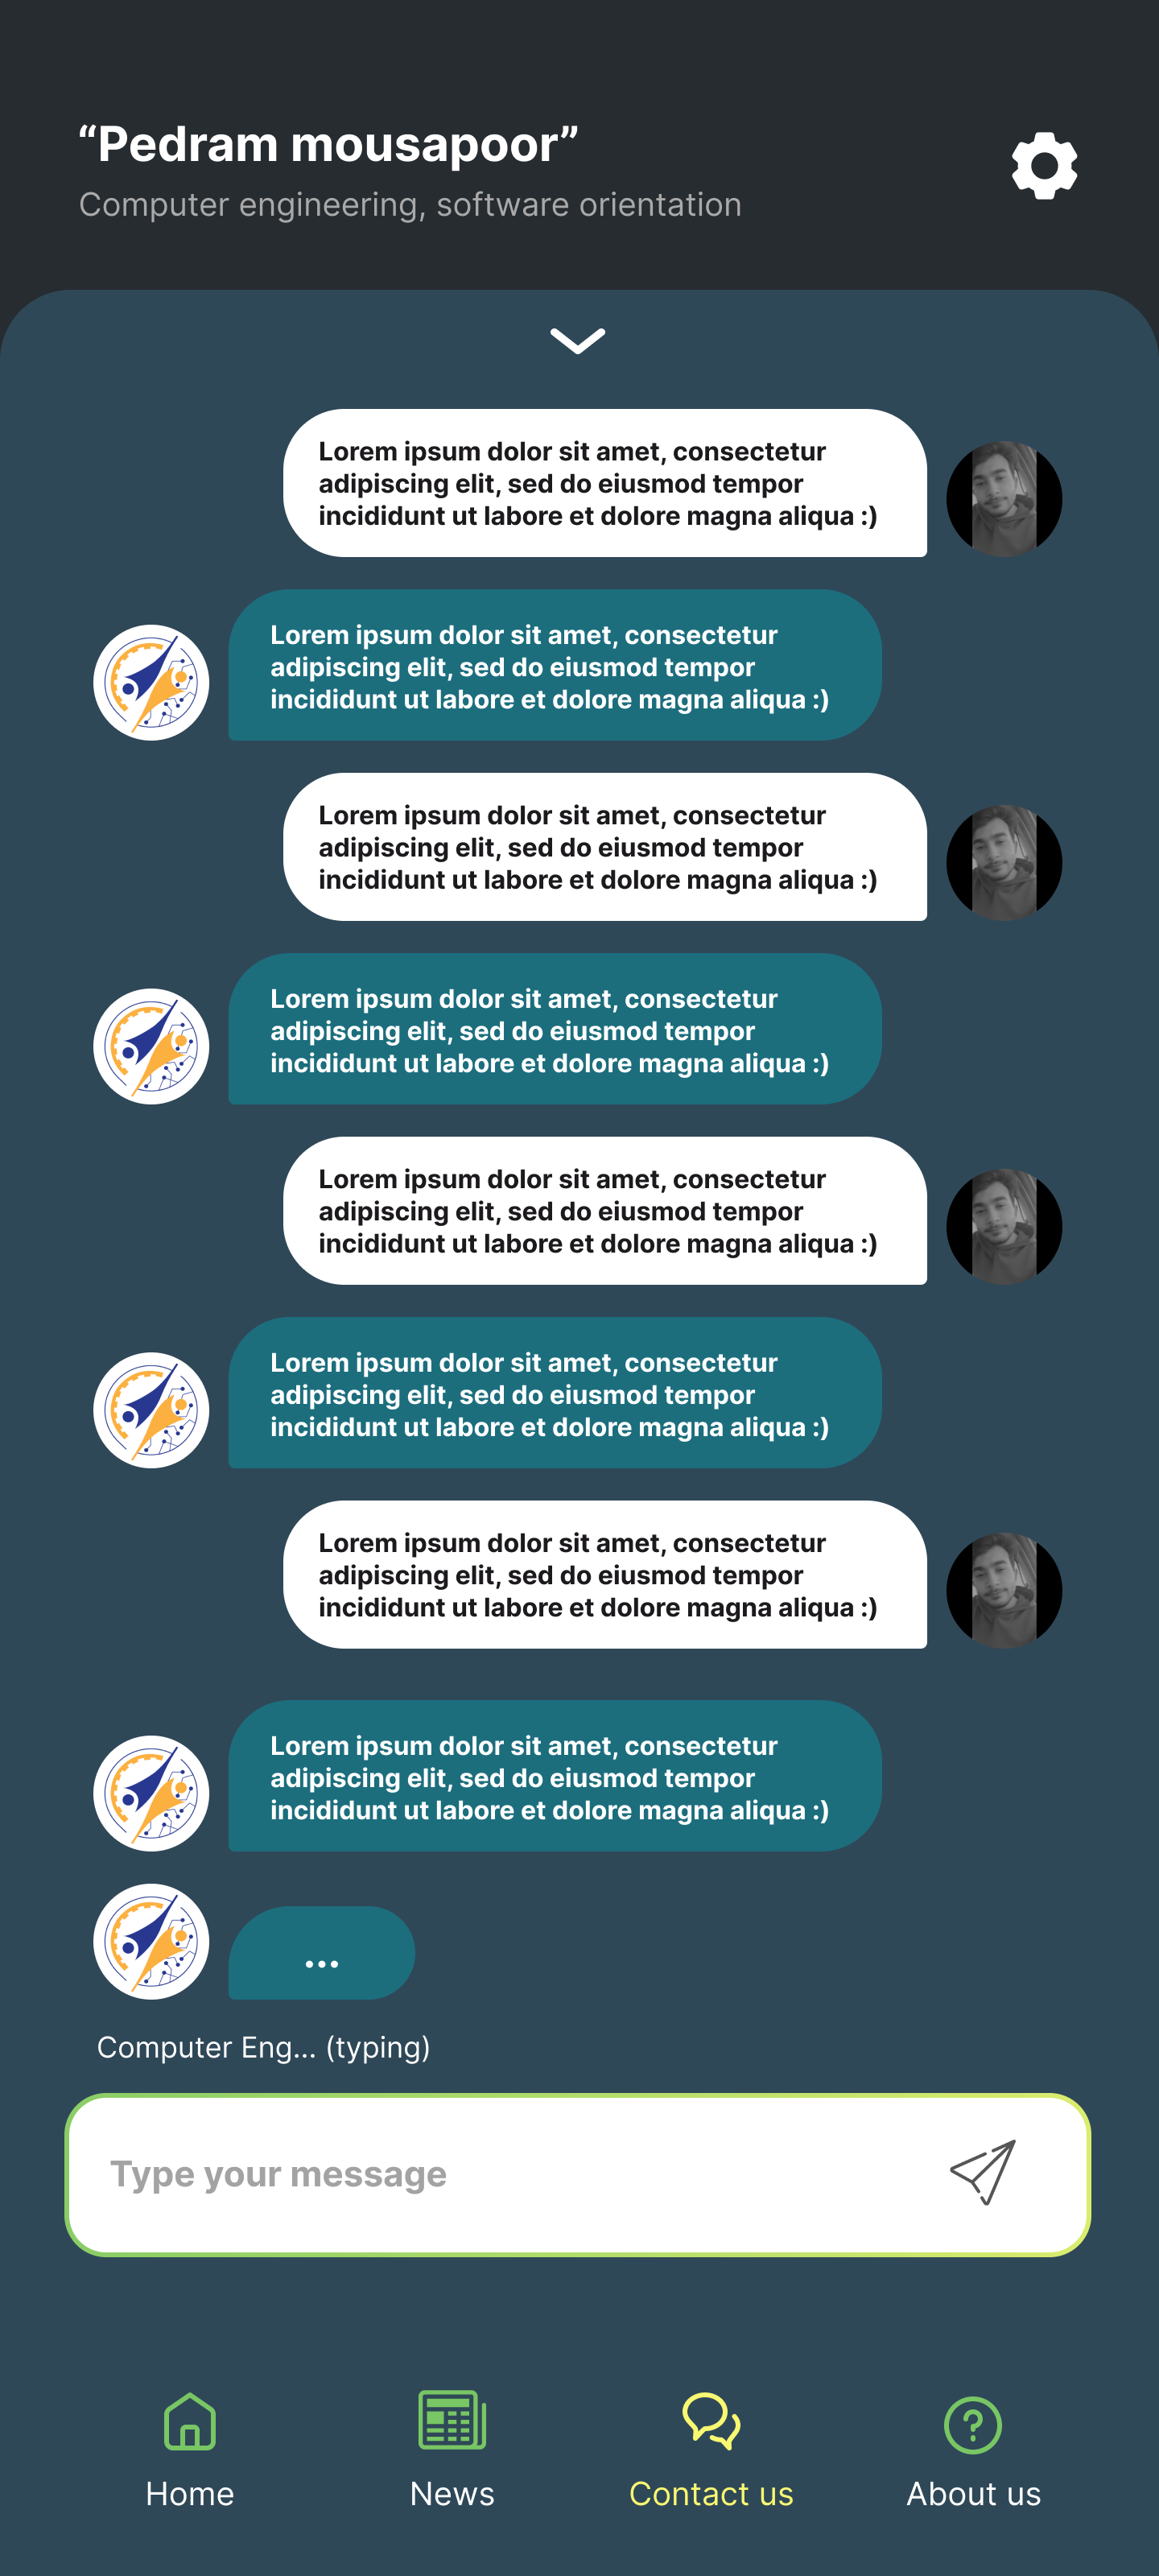 “Pedram mousapoor”
Computer engineering, software orientation
Lorem ipsum dolor sit amet, consectetur
adipiscing elit, sed do eiusmod tempor
incididunt ut labore et dolore magna aliqua :)
Lorem ipsum dolor sit amet, consectetur
adipiscing elit, sed do eiusmod tempor
incididunt ut labore et dolore magna aliqua :)
Lorem ipsum dolor sit amet, consectetur
adipiscing elit, sed do eiusmod tempor
incididunt ut labore et dolore magna aliqua :)
Lorem ipsum dolor sit amet, consectetur
adipiscing elit, sed do eiusmod tempor
incididunt ut labore et dolore magna aliqua :)
Lorem ipsum dolor sit amet, consectetur
adipiscing elit, sed do eiusmod tempor
incididunt ut labore et dolore magna aliqua :)
Lorem ipsum dolor sit amet, consectetur
adipiscing elit, sed do eiusmod tempor
incididunt ut labore et dolore magna aliqua :)
Lorem ipsum dolor sit amet, consectetur
adipiscing elit, sed do eiusmod tempor
incididunt ut labore et dolore magna aliqua :)
Lorem ipsum dolor sit amet, consectetur
adipiscing elit, sed do eiusmod tempor
incididunt ut labore et dolore magna aliqua :)
...
Computer Eng... (typing)
Type your message
Home
News
Contact us
About us